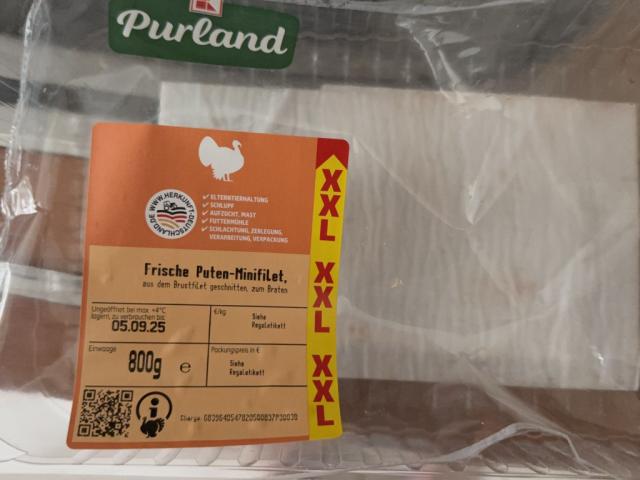 K
Purland
WWW.HERKUNFT-DEUTSCHLAND.DE
ELTERNTIERHALTUNG
SCHLUPF
AUFZUCHT, MAST
FUTTERMÜHLE
SCHLACHTUNG, ZERLEGUNG,
VERARBEITUNG, VERPACKUNG
XXL XXL XXL
Frische Puten-Minifilet,
aus dem Brustfilet geschnitten, zum Braten
Ungeöffnet bei max. +4°C
lagern, zu verbrauchen bis:
05.09.25
€/kg
Siehe
Regaletikett
Einwaage
800g e
Packungspreis in €
Siehe
Regaletikett
i
Charge: